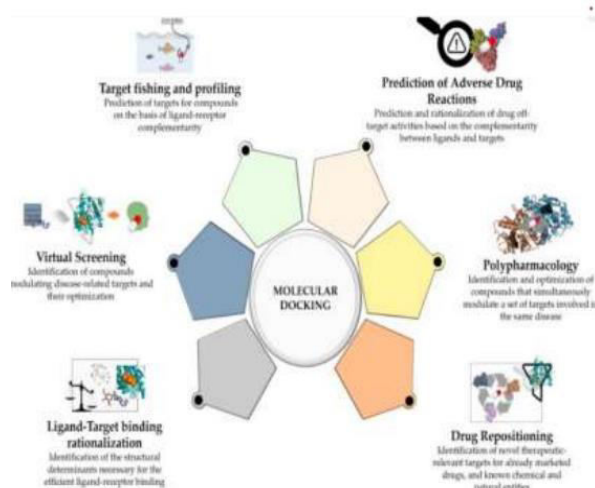 Target fishing and profiling
Prediction of targets for compounds
on the basis of ligand-receptor
complementarity
Prediction of Adverse Drug
Reactions
Prediction and rationalization of drug off-
target activities based on the complementarity
between ligands and targets
Virtual Screening
Identification of compounds
modulating disease-related targets and
their optimization
MOLECULAR
DOCKING
Polypharmacology
Identification and optimization of
compounds that simultaneously
modulate a set of targets involved
the same disease
Ligand-Target binding
rationalization
Identification of the structural
determinants necessary for the
efficient ligand-receptor binding
Drug Repositioning
Identification of novel therapeutic-
relevant targets for already marketed
drugs, and known chemical and
natural entities